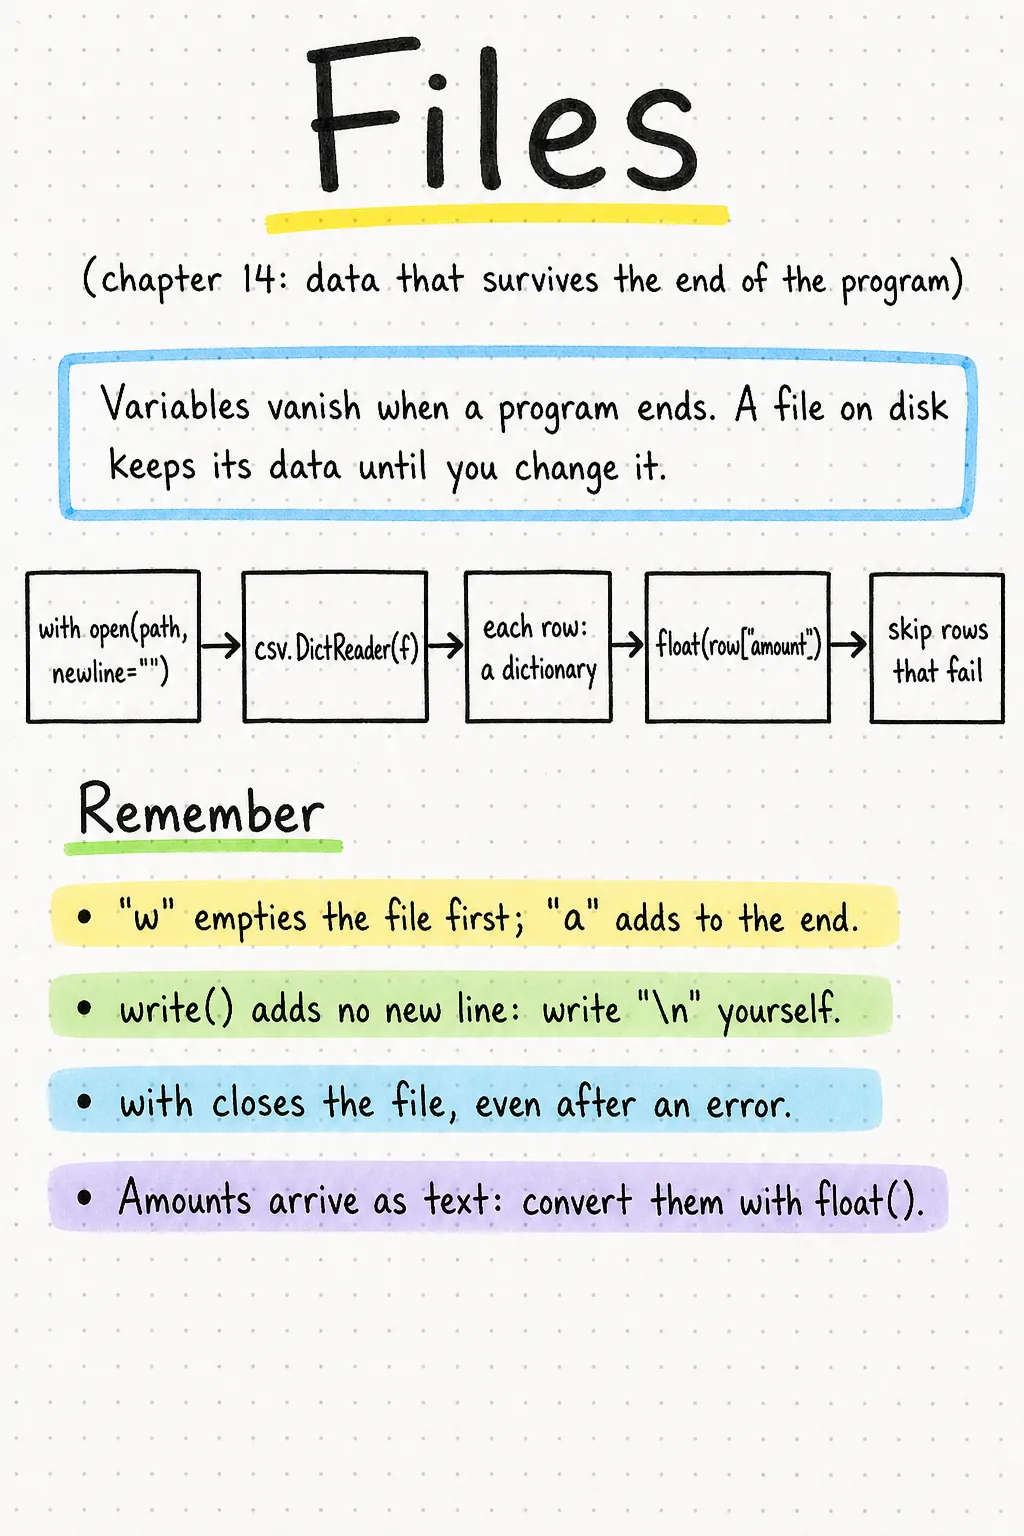 Files
(chapter 14: data that survives the end of the program)
Variables vanish when a program ends. A file on disk
keeps its data until you change it.
with open(path,
newline="")
csv.DictReader(f)
each row:
a dictionary
float(row["amount"])
skip rows
that fail
Remember
• "w" empties the file first; "a" adds to the end.
• write() adds no new line: write "\n" yourself.
• with closes the file, even after an error.
• Amounts arrive as text: convert them with float().